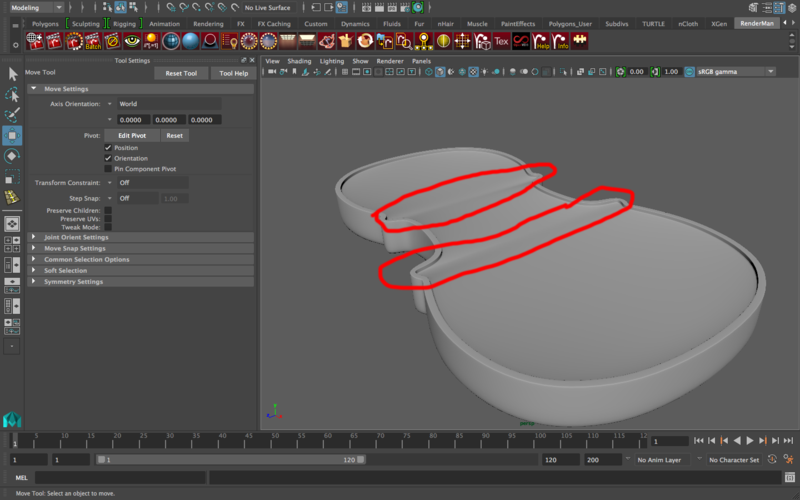 Modeling
No Live Surface
Polygons Sculpting Rigging Animation Rendering FX FX Caching Custom Dynamics Fluids Fur nHair Muscle PaintEffects Polygons_User Subdivs TURTLE nCloth XGen RenderMan
Batch Tex Help Info
Tool Settings
Move Tool
Reset Tool Tool Help
Move Settings
Axis Orientation: World
0.0000 0.0000 0.0000
Pivot: Edit Pivot Reset
Position
Orientation
Pin Component Pivot
Transform Constraint: Off
Step Snap: Off 1.00
Preserve Children:
Preserve UVs:
Tweak Mode:
Joint Orient Settings
Move Snap Settings
Common Selection Options
Soft Selection
Symmetry Settings
View Shading Lighting Show Renderer Panels
0.00 1.00 sRGB gamma
persp
1 5 10 15 20 25 30 35 40 45 50 55 60 65 70 75 80 85 90 95 100 105 110 115 12
1
1 1 1 120 120 200 No Anim Layer No Character Set
MEL
Move Tool: Select an object to move.